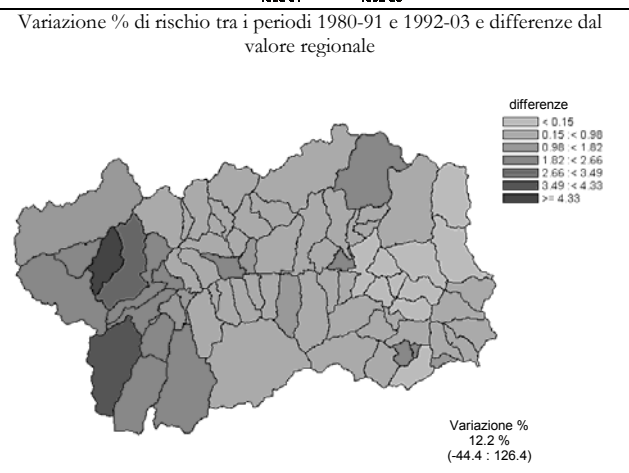 Variazione % di rischio tra i periodi 1980-91 e 1992-03 e differenze dal
valore regionale
differenze
< 0.15
0.15 :< 0.98
0.98 :< 1.82
1.82 :< 2.66
2.66 :< 3.49
3.49 :< 4.33
>= 4.33
Variazione %
12.2 %
(-44.4 : 126.4)